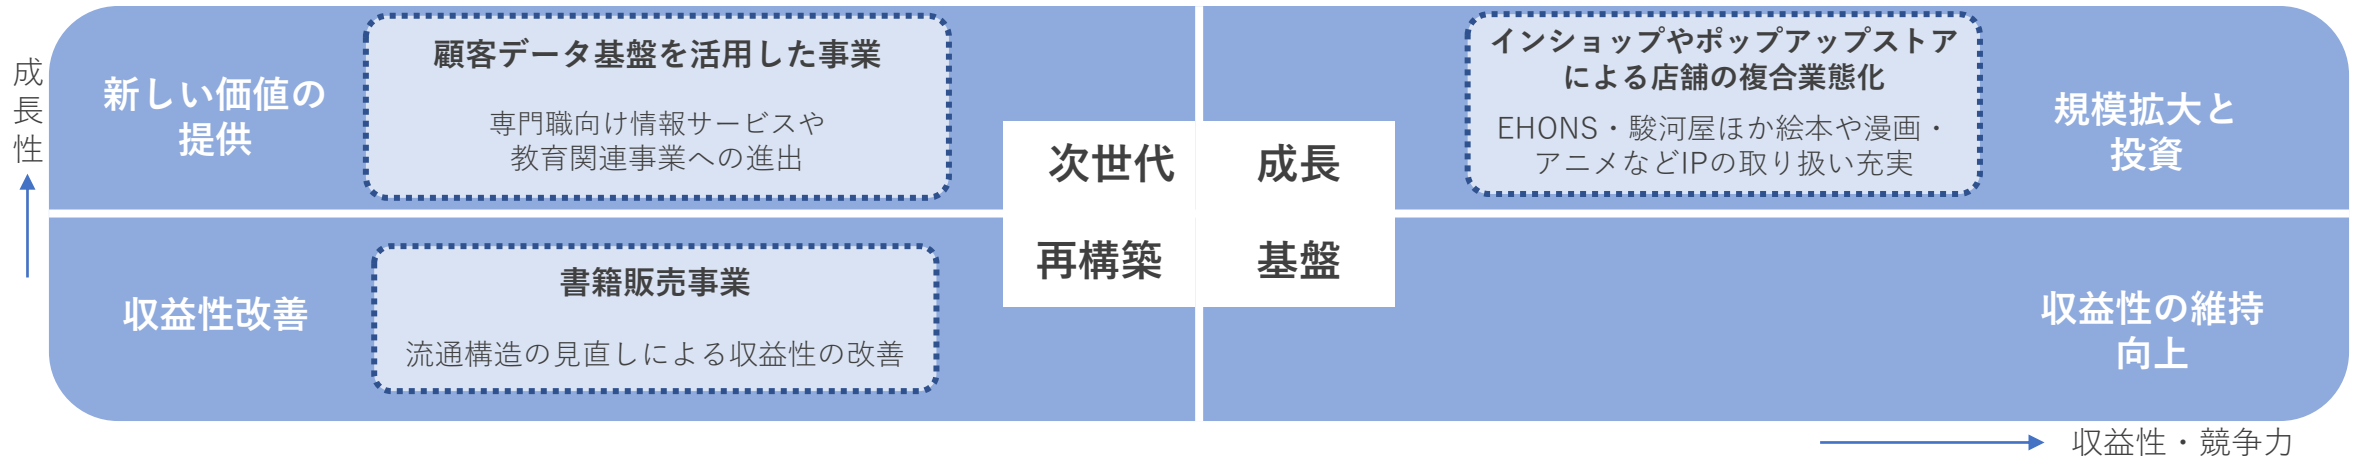 成長性
新しい価値の
提供
顧客データ基盤を活用した事業
専門職向け情報サービスや
教育関連事業への進出
次世代
成長
インショップやポップアップストア
による店舗の複合業態化
EHONS・駿河屋ほか絵本や漫画・
アニメなどIPの取り扱い充実
規模拡大と
投資
収益性改善
書籍販売事業
流通構造の見直しによる収益性の改善
再構築
基盤
収益性の維持
向上
収益性・競争力